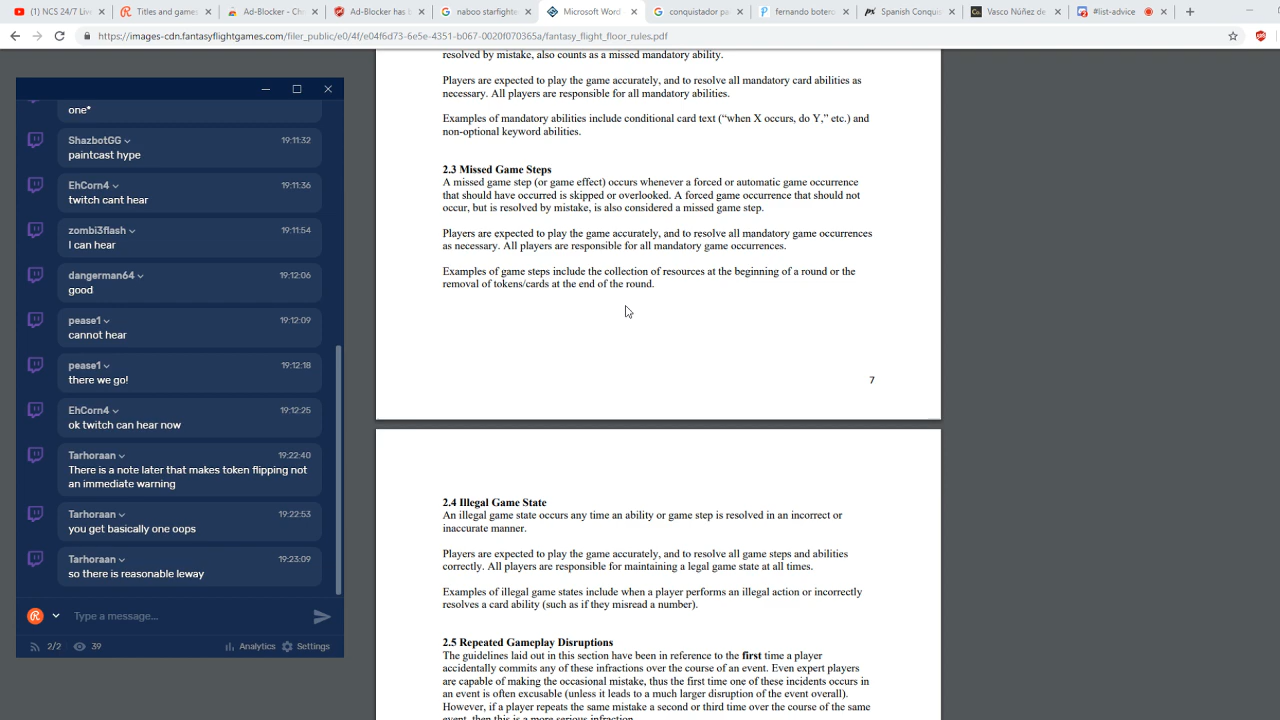 (1) NCS 24/7 Live
Titles and games
Ad-Blocker - Chr
Ad-Blocker has b
naboo starfighte
Microsoft Word
conquistador pa
fernando botero
Spanish Conqu
Vasco Núñez de
#list-advice
https://images-cdn.fantasyflightgames.com/filer_public/e0/4f/e04f6d73-6e5e-4351-b067-0020f070365a/fantasy_flight_floor_rules.pdf
one*
ShazbotGG 19:11:32
paintcast hype
EhCorn4 19:11:36
twitch cant hear
zombi3flash 19:11:54
I can hear
dangerman64 19:12:06
good
pease1 19:12:09
cannot hear
pease1 19:12:18
there we go!
EhCorn4 19:12:25
ok twitch can hear now
Tarhoraan 19:22:40
There is a note later that makes token flipping not
an immediate warning
Tarhoraan 19:22:53
you get basically one oops
Tarhoraan 19:23:09
so there is reasonable leway
Type a message...
2/2 39 Analytics Settings
resolved by mistake, also counts as a missed mandatory ability.
Players are expected to play the game accurately, and to resolve all mandatory card abilities as
necessary. All players are responsible for all mandatory abilities.
Examples of mandatory abilities include conditional card text (“when X occurs, do Y,” etc.) and
non-optional keyword abilities.
2.3 Missed Game Steps
A missed game step (or game effect) occurs whenever a forced or automatic game occurrence
that should have occurred is skipped or overlooked. A forced game occurrence that should not
occur, but is resolved by mistake, is also considered a missed game step.
Players are expected to play the game accurately, and to resolve all mandatory game occurrences
as necessary. All players are responsible for all mandatory game occurrences.
Examples of game steps include the collection of resources at the beginning of a round or the
removal of tokens/cards at the end of the round.
7
2.4 Illegal Game State
An illegal game state occurs any time an ability or game step is resolved in an incorrect or
inaccurate manner.
Players are expected to play the game accurately, and to resolve all game steps and abilities
correctly. All players are responsible for maintaining a legal game state at all times.
Examples of illegal game states include when a player performs an illegal action or incorrectly
resolves a card ability (such as if they misread a number).
2.5 Repeated Gameplay Disruptions
The guidelines laid out in this section have been in reference to the first time a player
accidentally commits any of these infractions over the course of an event. Even expert players
are capable of making the occasional mistake, thus the first time one of these incidents occurs in
an event is often excusable (unless it leads to a much larger disruption of the event overall).
However, if a player repeats the same mistake a second or third time over the course of the same
event, then this is a more serious infraction.